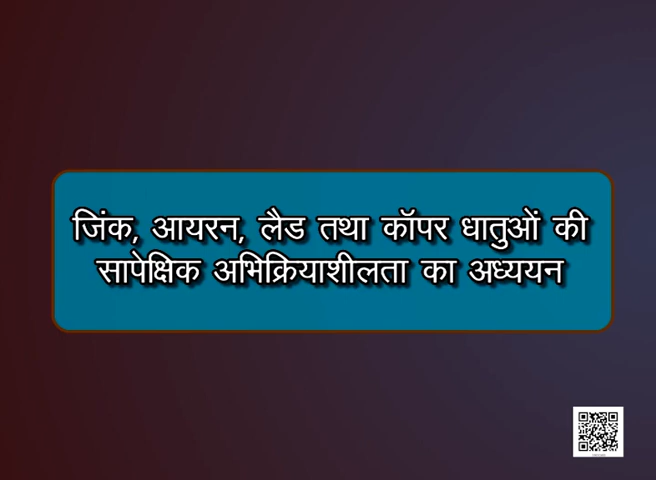 जिंक, आयरन, लैड तथा कॉपर धातुओं की
सापेक्षिक अभिक्रियाशीलता का अध्ययन